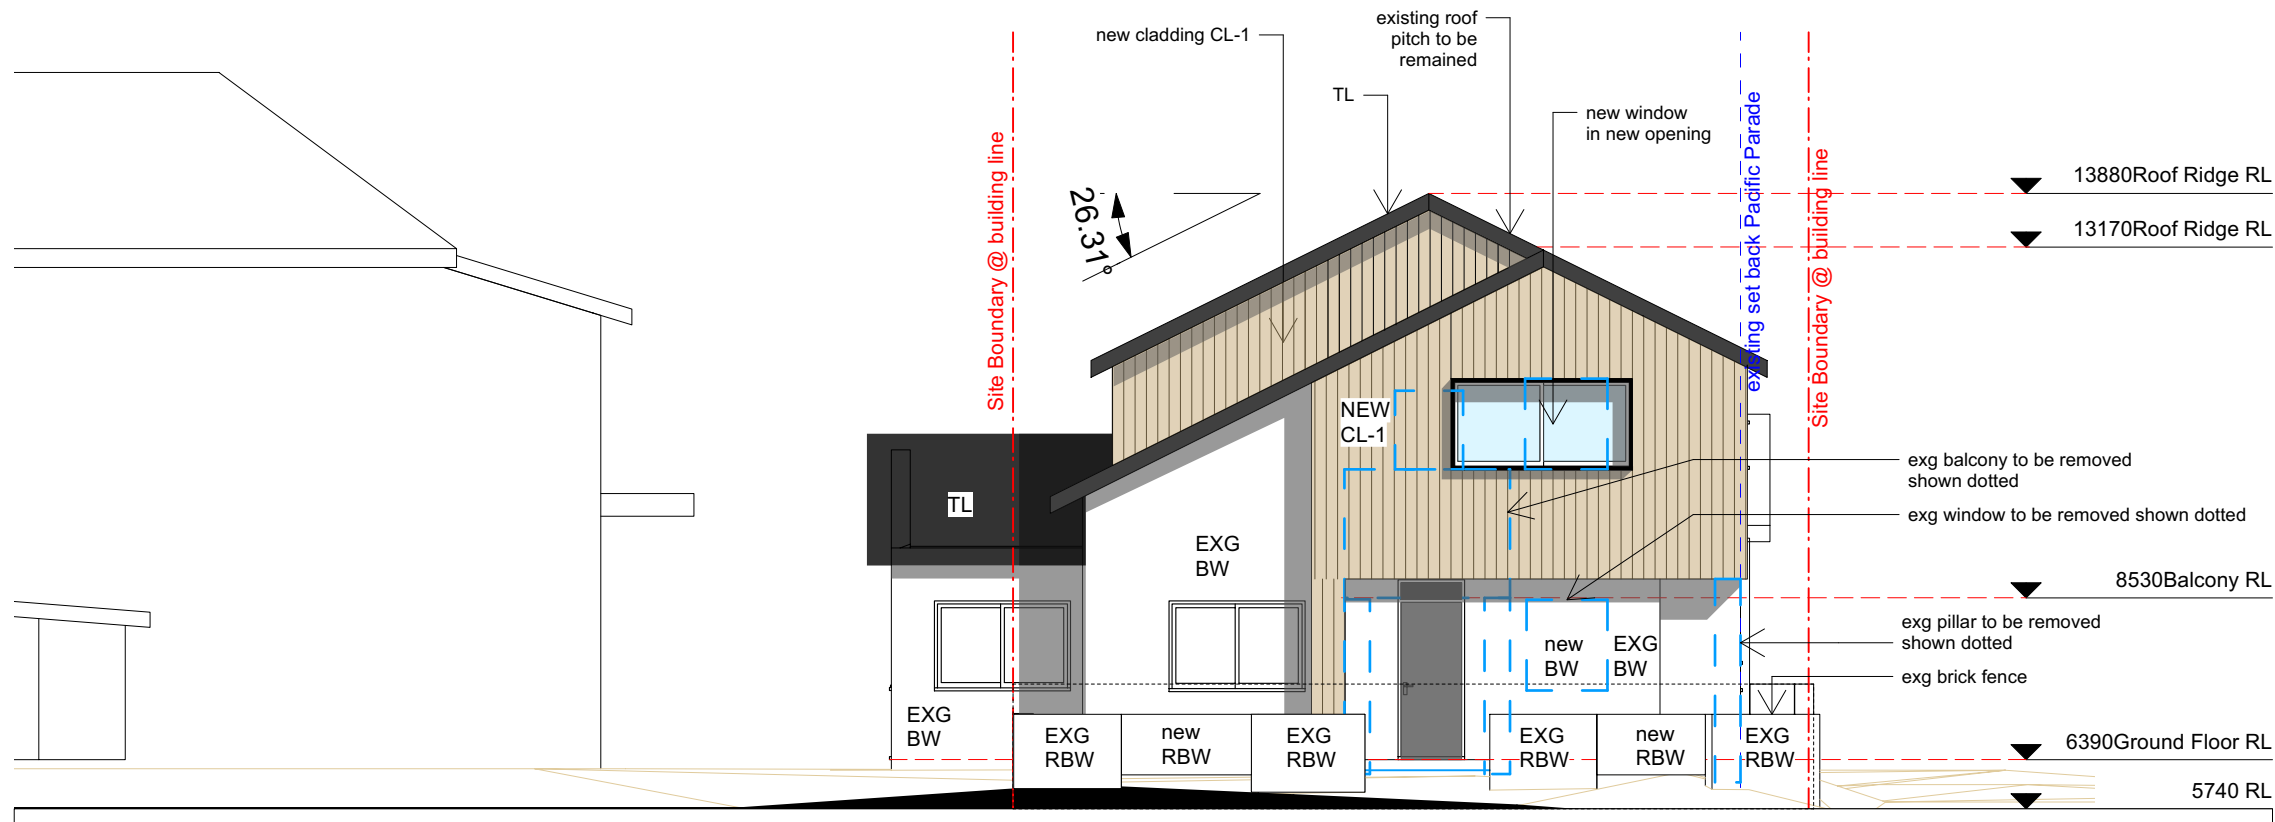 existing roof
pitch to be
remained
new cladding CL-1
TL
new window
in new opening
Site Boundary @ building line
existing set back Pacific Parade
Site Boundary @ building line
26.31°
13880Roof Ridge RL
13170Roof Ridge RL
NEW
CL-1
TL
EXG
BW
exg balcony to be removed
shown dotted
exg window to be removed shown dotted
8530Balcony RL
exg pillar to be removed
shown dotted
exg brick fence
new
BW
EXG
BW
EXG
BW
EXG
RBW
new
RBW
EXG
RBW
EXG
RBW
new
RBW
EXG
RBW
6390Ground Floor RL
5740 RL